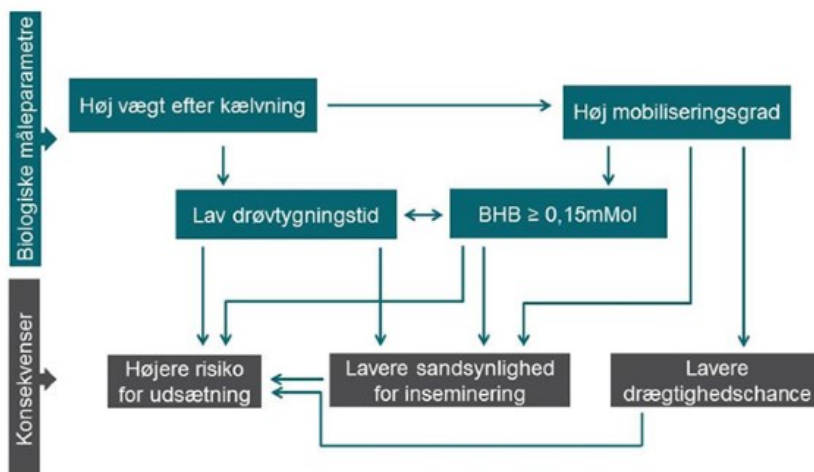 Biologiske måleparametre
Høj vægt efter kælvning
Høj mobiliseringsgrad
Lav drøvtygningstid
BHB ≥ 0,15mMol
Konsekvenser
Højere risiko
for udsætning
Lavere sandsynlighed
for inseminering
Lavere
drægtighedschance